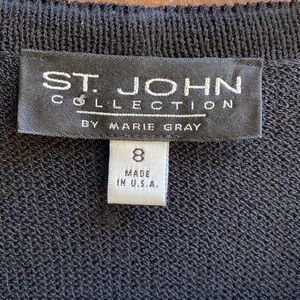 ST. JOHN
COLLECTION
BY MARIE GRAY
8
MADE
IN U.S.A.